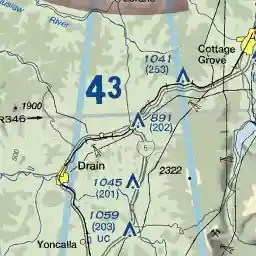 Lorane
River
1041
(253)
Cottage
Grove
4³
1900
R346
891
(202)
5
Drain
2322
1045
(201)
1059
(203)
UC
Yoncalla